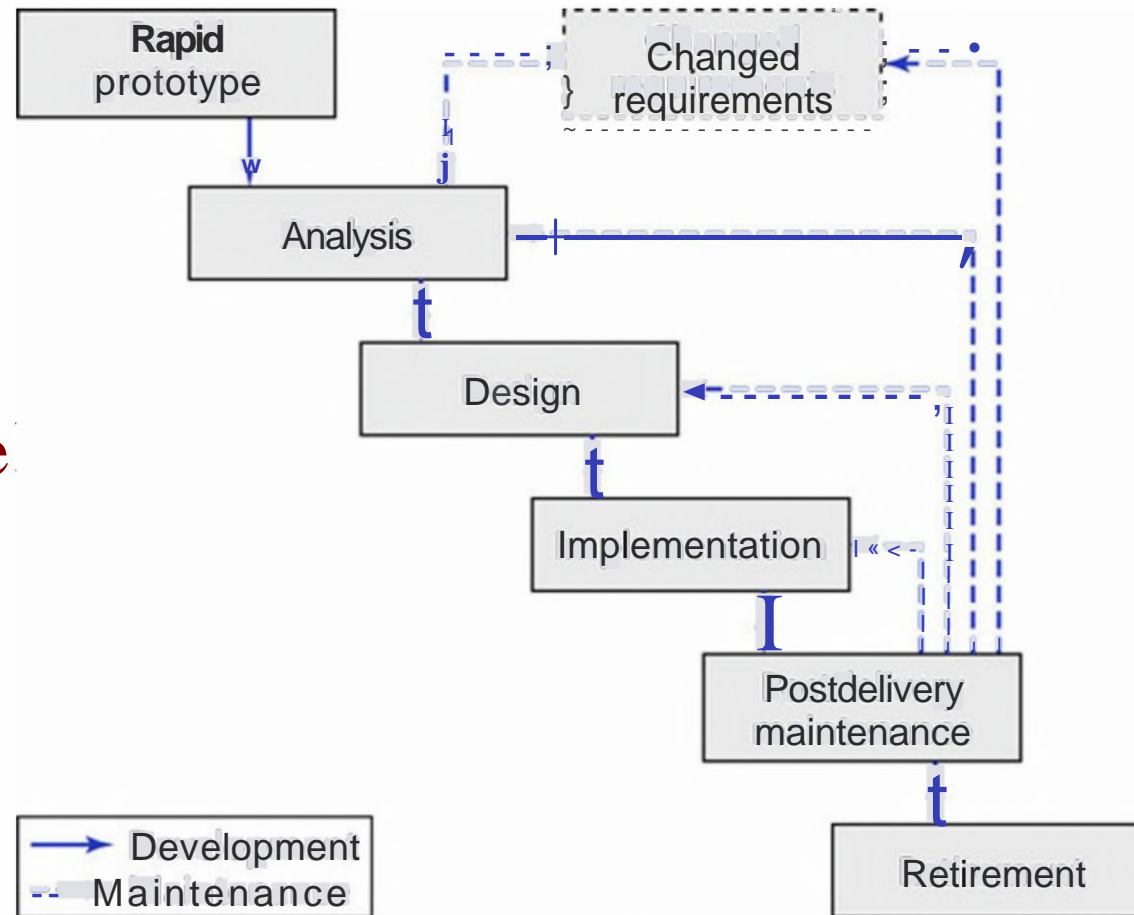 Rapid
prototype
Changed
requirements
Analysis
Design
e
Implementation
Postdelivery
maintenance
Retirement
Development
Maintenance